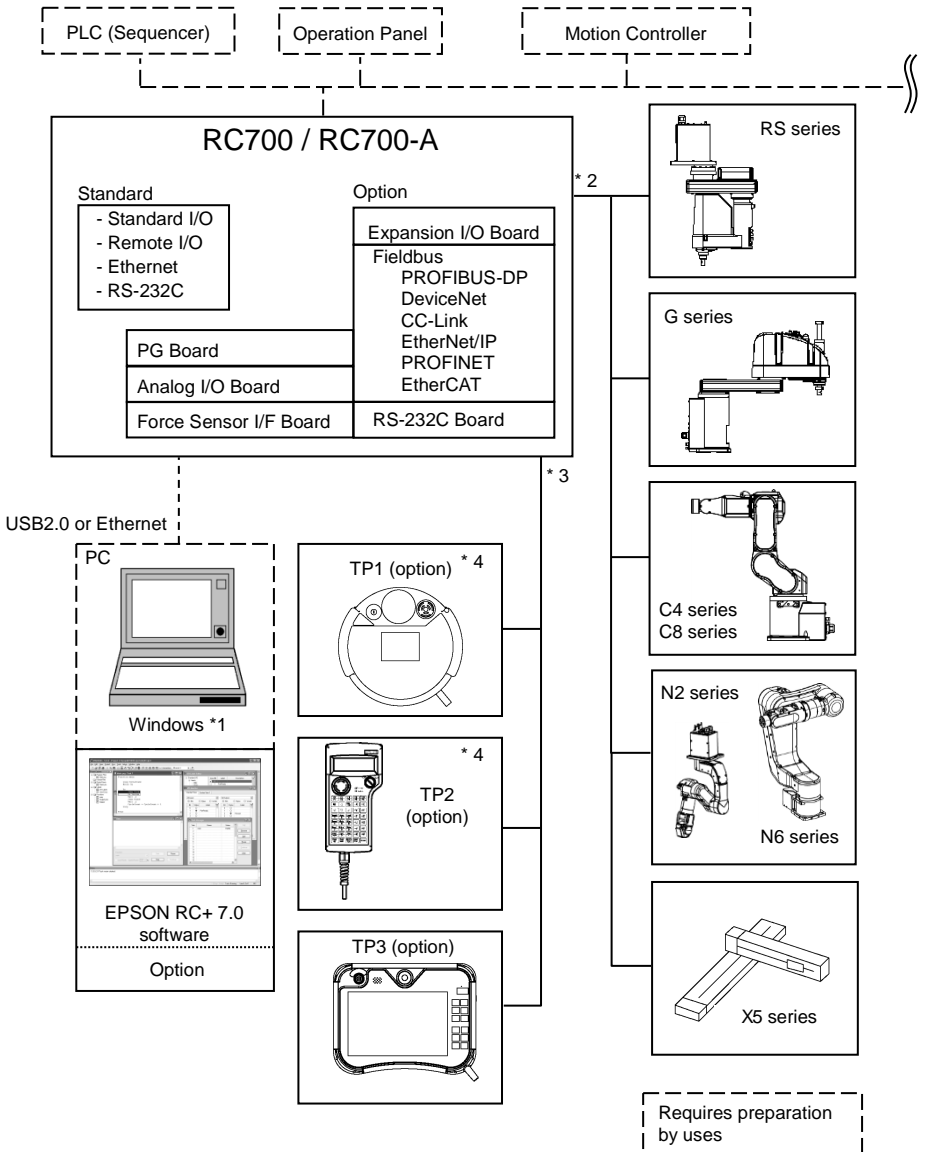 PLC (Sequencer)
Operation Panel
Motion Controller
RC700 / RC700-A
Standard
- Standard I/O
- Remote I/O
- Ethernet
- RS-232C
Option
Expansion I/O Board
Fieldbus
PROFIBUS-DP
DeviceNet
CC-Link
EtherNet/IP
PROFINET
EtherCAT
PG Board
Analog I/O Board
Force Sensor I/F Board
RS-232C Board
* 2
RS series
G series
C4 series
C8 series
N2 series
N6 series
X5 series
* 3
USB2.0 or Ethernet
PC
Windows *1
EPSON RC+ 7.0
software
Option
TP1 (option)
* 4
* 4
TP2
(option)
TP3 (option)
Requires preparation
by uses